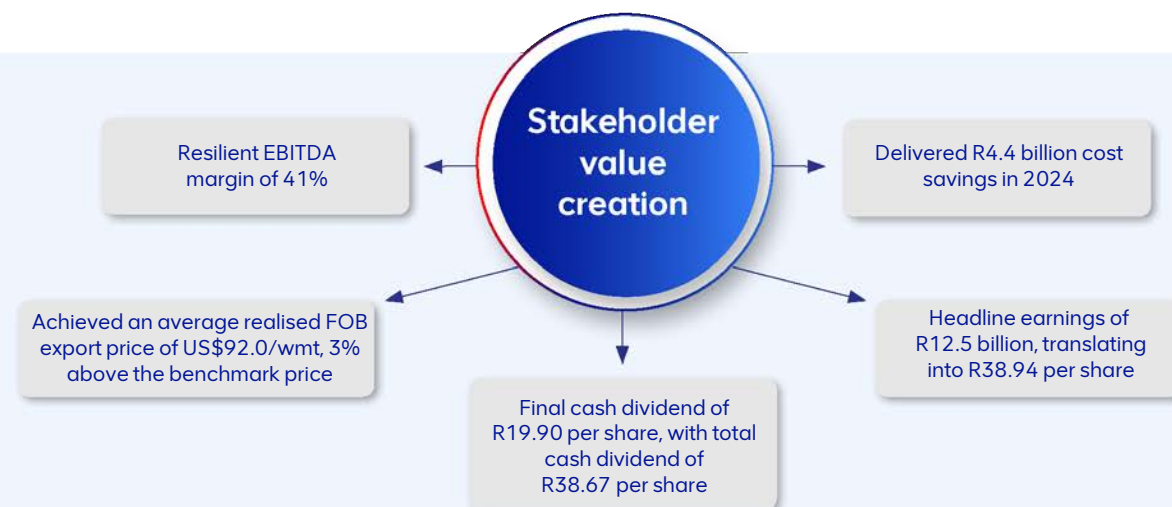 Stakeholder
value
creation
Resilient EBITDA
margin of 41%
Delivered R4.4 billion cost
savings in 2024
Achieved an average realised FOB
export price of US$92.0/wmt, 3%
above the benchmark price
Headline earnings of
R12.5 billion, translating
into R38.94 per share
Final cash dividend of
R19.90 per share, with total
cash dividend of
R38.67 per share